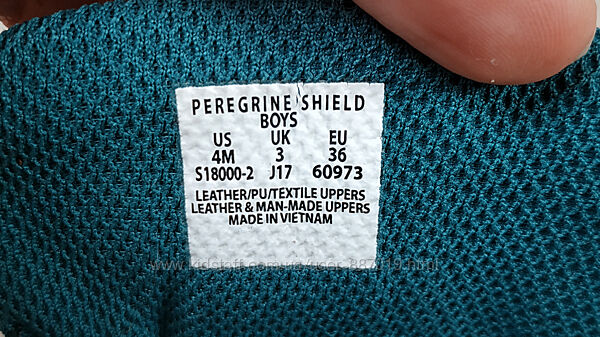 PEREGRINE SHIELD
BOYS
US UK EU
4M 3 36
S18000-2 J17 60973
LEATHER/PU/TEXTILE UPPERS
LEATHER & MAN-MADE UPPERS
MADE IN VIETNAM